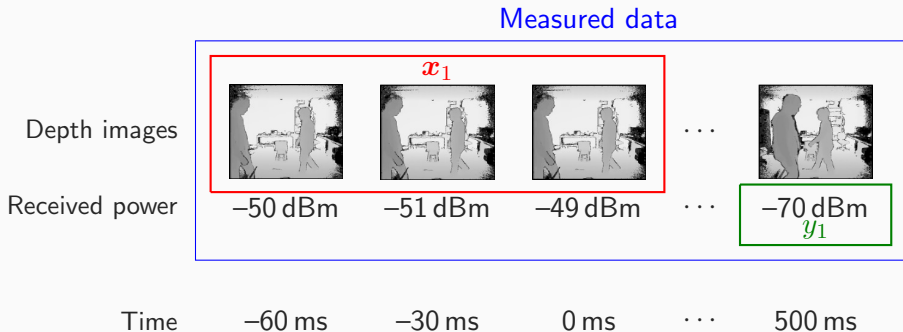 Measured data
x₁
Depth images ···
Received power –50 dBm –51 dBm –49 dBm ··· –70 dBm
y₁
Time –60 ms –30 ms 0 ms ··· 500 ms